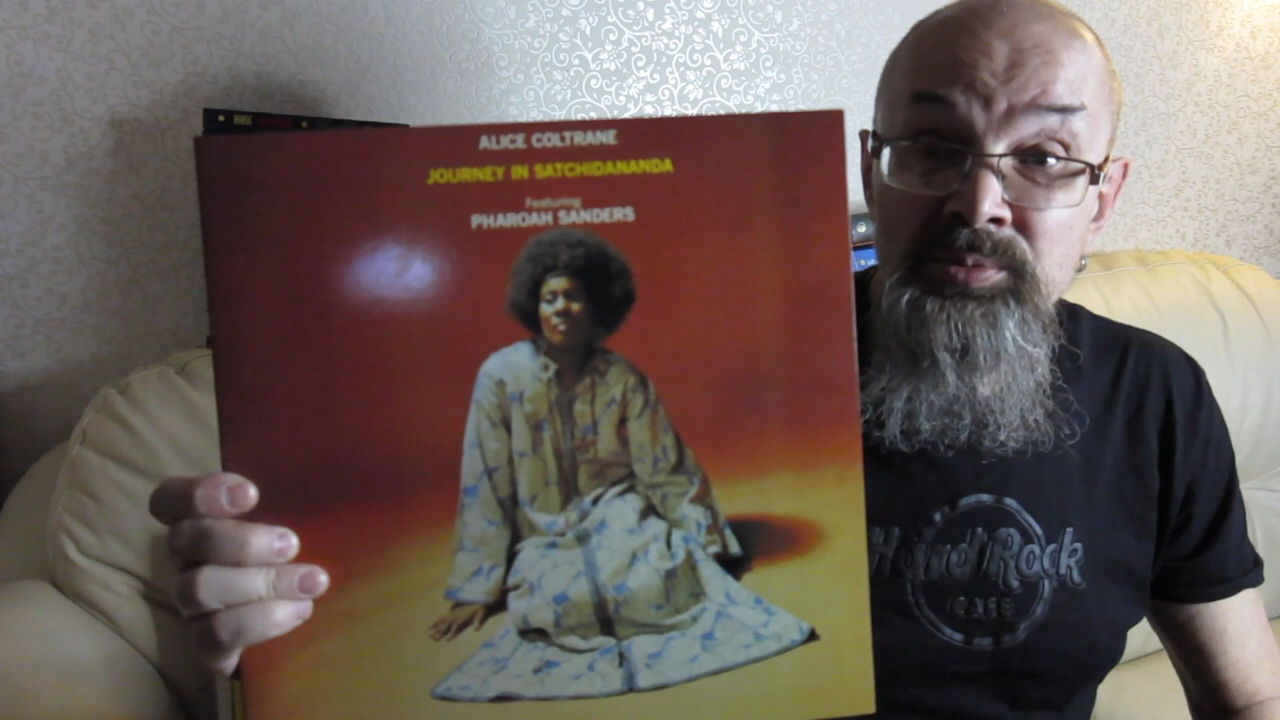 ALICE COLTRANE
JOURNEY IN SATCHIDANANDA
Featuring
PHAROAH SANDERS
Hard Rock
CAFE